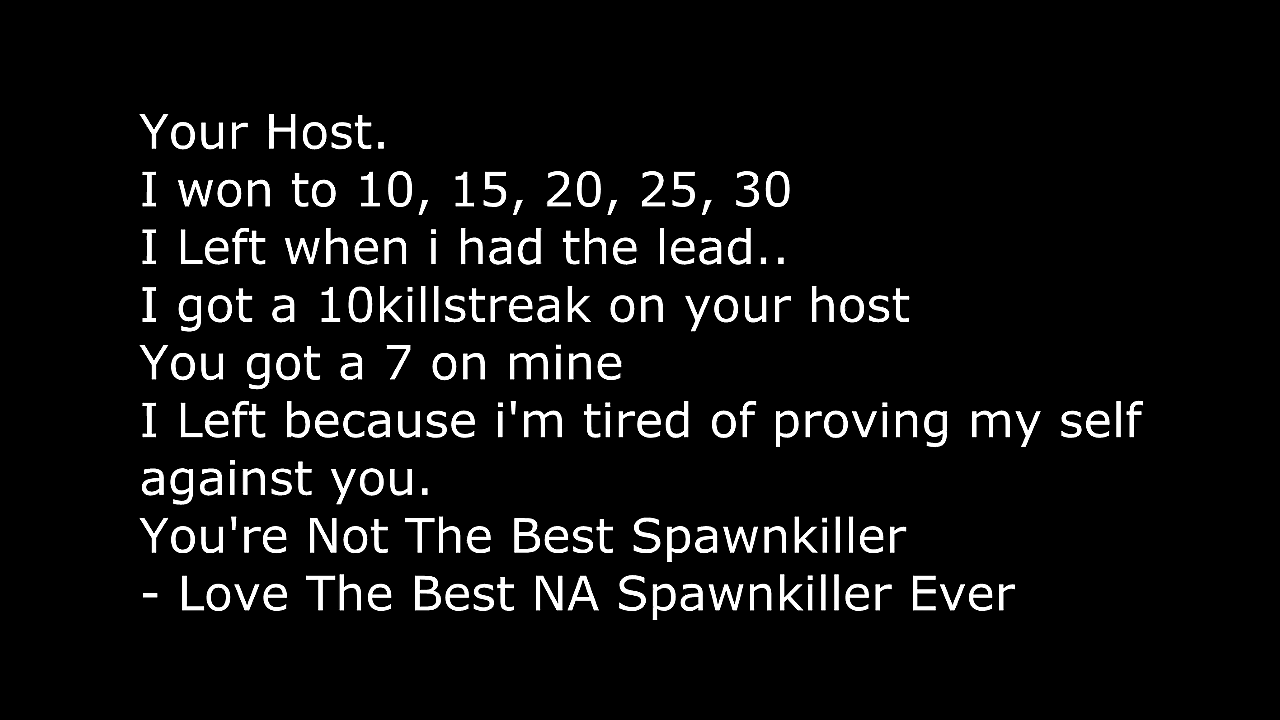 Your Host.
I won to 10, 15, 20, 25, 30
I Left when i had the lead..
I got a 10killstreak on your host
You got a 7 on mine
I Left because i'm tired of proving my self
against you.
You're Not The Best Spawnkiller
- Love The Best NA Spawnkiller Ever